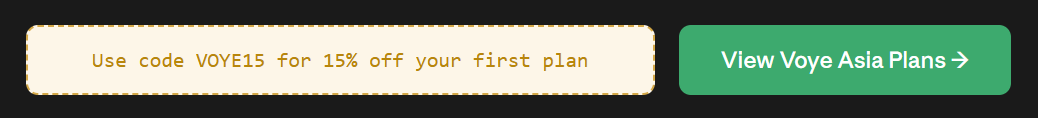 Use code VOYE15 for 15% off your first plan
View Voye Asia Plans →